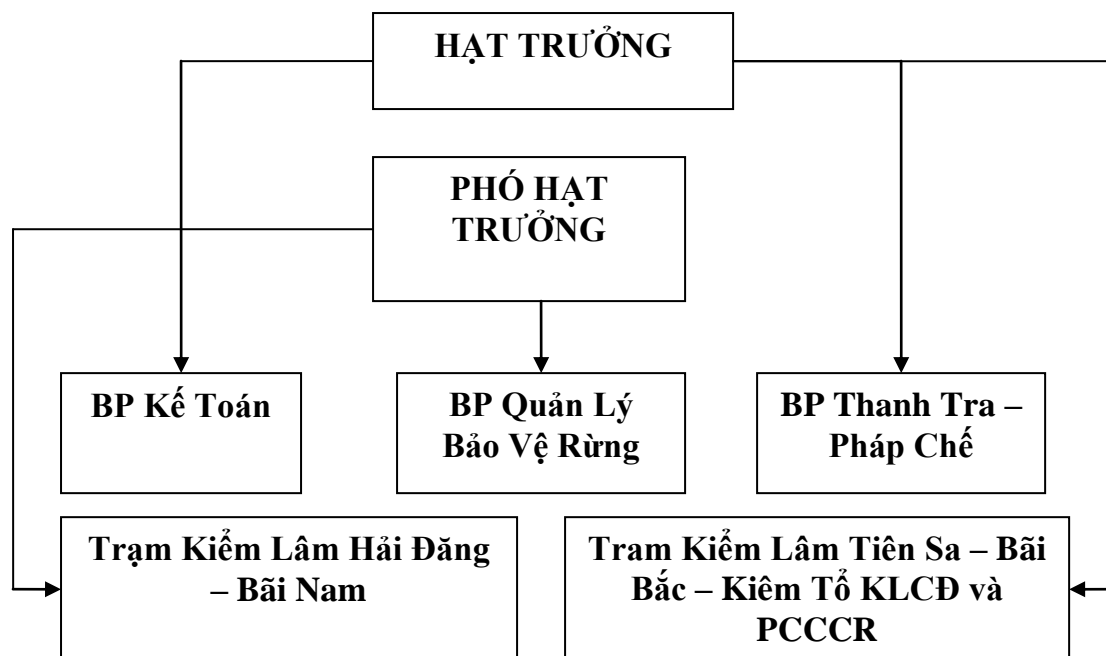 HẠT TRƯỞNG
PHÓ HẠT
TRƯỞNG
BP Kế Toán
BP Quản Lý
Bảo Vệ Rừng
BP Thanh Tra –
Pháp Chế
Trạm Kiểm Lâm Hải Đăng
– Bãi Nam
Tram Kiểm Lâm Tiên Sa – Bãi
Bắc – Kiêm Tổ KLCĐ và
PCCCR